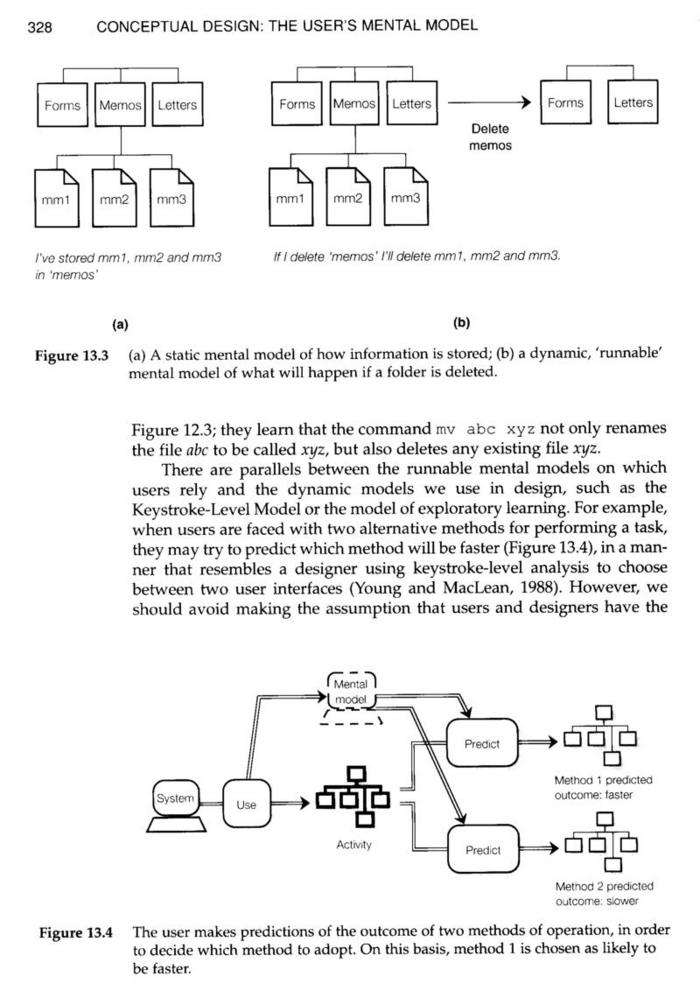 328 CONCEPTUAL DESIGN: THE USER'S MENTAL MODEL
Forms Memos Letters
mm1 mm2 mm3
I've stored mm1, mm2 and mm3
in 'memos'
(a)
Forms Memos Letters
Delete
memos
Forms Letters
mm1 mm2 mm3
If I delete 'memos' I'll delete mm1, mm2 and mm3.
(b)
Figure 13.3 (a) A static mental model of how information is stored; (b) a dynamic, 'runnable'
mental model of what will happen if a folder is deleted.
Figure 12.3; they learn that the command mv abc xyz not only renames
the file abc to be called xyz, but also deletes any existing file xyz.
There are parallels between the runnable mental models on which
users rely and the dynamic models we use in design, such as the
Keystroke-Level Model or the model of exploratory learning. For example,
when users are faced with two alternative methods for performing a task,
they may try to predict which method will be faster (Figure 13.4), in a man-
ner that resembles a designer using keystroke-level analysis to choose
between two user interfaces (Young and MacLean, 1988). However, we
should avoid making the assumption that users and designers have the
Mental
model
Predict
Method 1 predicted
outcome: faster
System
Use
Activity
Predict
Method 2 predicted
outcome: slower
Figure 13.4 The user makes predictions of the outcome of two methods of operation, in order
to decide which method to adopt. On this basis, method 1 is chosen as likely to
be faster.